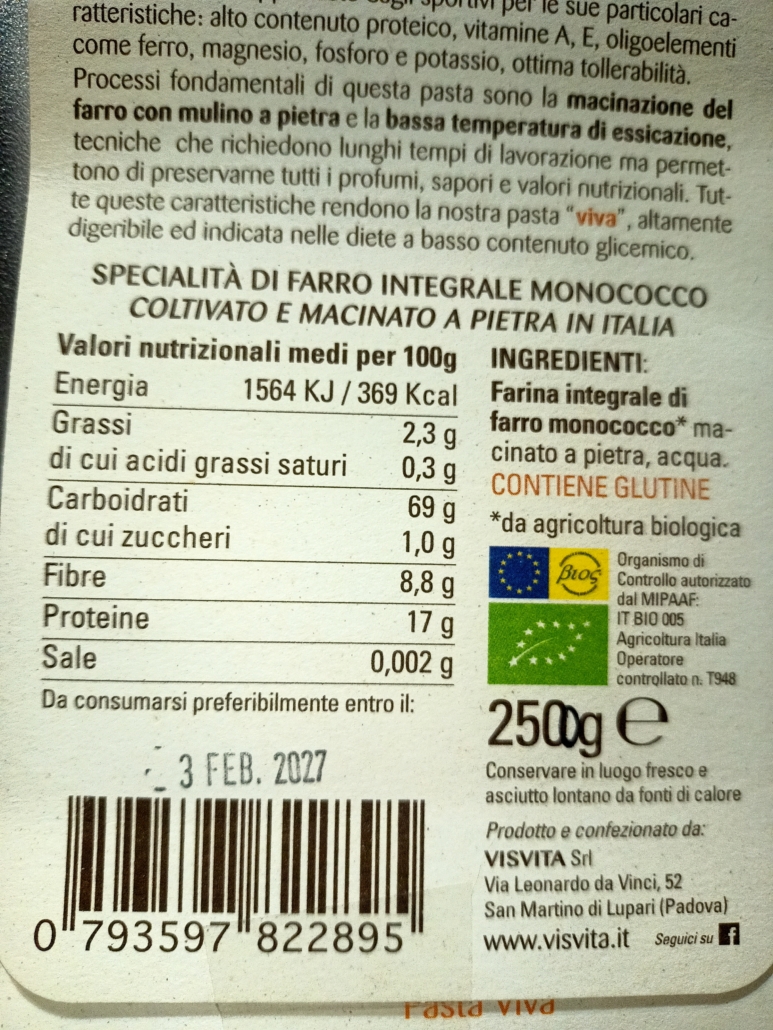 sportivi per le sue particolari ca-
ratteristiche: alto contenuto proteico, vitamine A, E, oligoelementi
come ferro, magnesio, fosforo e potassio, ottima tollerabilità.
Processi fondamentali di questa pasta sono la macinazione del
farro con mulino a pietra e la bassa temperatura di essicazione,
tecniche che richiedono lunghi tempi di lavorazione ma permet-
tono di preservarne tutti i profumi, sapori e valori nutrizionali. Tut-
te queste caratteristiche rendono la nostra pasta "viva", altamente
digeribile ed indicata nelle diete a basso contenuto glicemico.
SPECIALITÀ DI FARRO INTEGRALE MONOCOCCO
COLTIVATO E MACINATO A PIETRA IN ITALIA
Valori nutrizionali medi per 100g
Energia 1564 KJ / 369 Kcal
Grassi 2,3 g
di cui acidi grassi saturi 0,3 g
Carboidrati 69 g
di cui zuccheri 1,0 g
Fibre 8,8 g
Proteine 17 g
Sale 0,002 g
Da consumarsi preferibilmente entro il:
3 FEB. 2027
0 793597 822895
INGREDIENTI:
Farina integrale di
farro monococco* ma-
cinato a pietra, acqua.
CONTIENE GLUTINE
*da agricoltura biologica
βιος
Organismo di
Controllo autorizzato
dal MIPAAF:
IT BIO 005
Agricoltura Italia
Operatore
controllato n. T948
℮
Conservare in luogo fresco e
asciutto lontano da fonti di calore
Prodotto e confezionato da:
VISVITA Srl
Via Leonardo da Vinci, 52
San Martino di Lupari (Padova)
www.visvita.it Seguici su f
Pasta Viva